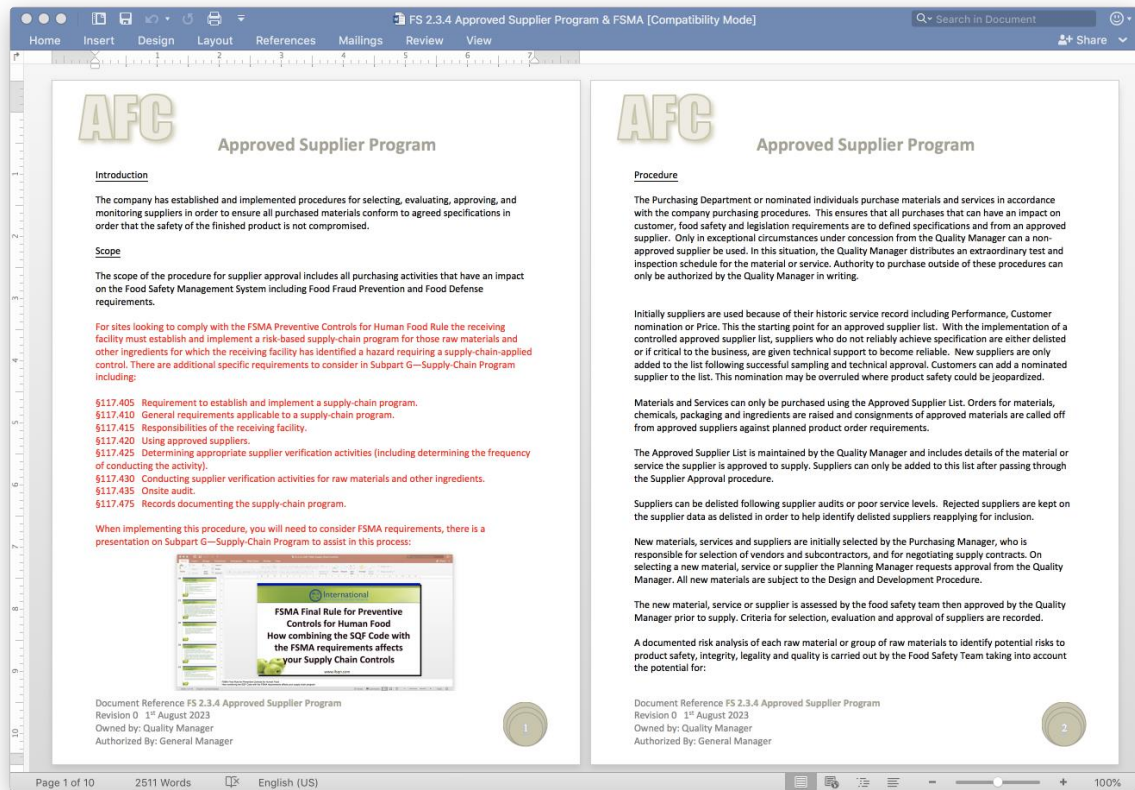 FS 2.3.4 Approved Supplier Program & FSMA [Compatibility Mode]
Search in Document
Home Insert Design Layout References Mailings Review View
Share
1 2 3 4 5 6 7
AFC
Approved Supplier Program
Introduction
The company has established and implemented procedures for selecting, evaluating, approving, and
monitoring suppliers in order to ensure all purchased materials conform to agreed specifications in
order that the safety of the finished product is not compromised.
Scope
The scope of the procedure for supplier approval includes all purchasing activities that have an impact
on the Food Safety Management System including Food Fraud Prevention and Food Defense
requirements.
For sites looking to comply with the FSMA Preventive Controls for Human Food Rule the receiving
facility must establish and implement a risk-based supply-chain program for those raw materials and
other ingredients for which the receiving facility has identified a hazard requiring a supply-chain-applied
control. There are additional specific requirements to consider in Subpart G—Supply-Chain Program
including:
§117.405 Requirement to establish and implement a supply-chain program.
§117.410 General requirements applicable to a supply-chain program.
§117.415 Responsibilities of the receiving facility.
§117.420 Using approved suppliers.
§117.425 Determining appropriate supplier verification activities (including determining the frequency
of conducting the activity).
§117.430 Conducting supplier verification activities for raw materials and other ingredients.
§117.435 Onsite audit.
§117.475 Records documenting the supply-chain program.
When implementing this procedure, you will need to consider FSMA requirements, there is a
presentation on Subpart G—Supply-Chain Program to assist in this process:
International
FSMA Final Rule for Preventive
Controls for Human Food
How combining the SQF Code with
the FSMA requirements affects
your Supply Chain Controls
Document Reference FS 2.3.4 Approved Supplier Program
Revision 0 1st August 2023
Owned by: Quality Manager
Authorized By: General Manager
1
AFC
Approved Supplier Program
Procedure
The Purchasing Department or nominated individuals purchase materials and services in accordance
with the company purchasing procedures. This ensures that all purchases that can have an impact on
customer, food safety and legislation requirements are to defined specifications and from an approved
supplier. Only in exceptional circumstances under concession from the Quality Manager can a non-
approved supplier be used. In this situation, the Quality Manager distributes an extraordinary test and
inspection schedule for the material or service. Authority to purchase outside of these procedures can
only be authorized by the Quality Manager in writing.
Initially suppliers are used because of their historic service record including Performance, Customer
nomination or Price. This the starting point for an approved supplier list. With the implementation of a
controlled approved supplier list, suppliers who do not reliably achieve specification are either delisted
or if critical to the business, are given technical support to become reliable. New suppliers are only
added to the list following successful sampling and technical approval. Customers can add a nominated
supplier to the list. This nomination may be overruled where product safety could be jeopardized.
Materials and Services can only be purchased using the Approved Supplier List. Orders for materials,
chemicals, packaging and ingredients are raised and consignments of approved materials are called off
from approved suppliers against planned product order requirements.
The Approved Supplier List is maintained by the Quality Manager and includes details of the material or
service the supplier is approved to supply. Suppliers can only be added to this list after passing through
the Supplier Approval procedure.
Suppliers can be delisted following supplier audits or poor service levels. Rejected suppliers are kept on
the supplier data as delisted in order to help identify delisted suppliers reapplying for inclusion.
New materials, services and suppliers are initially selected by the Purchasing Manager, who is
responsible for selection of vendors and subcontractors, and for negotiating supply contracts. On
selecting a new material, service or supplier the Planning Manager requests approval from the Quality
Manager. All new materials are subject to the Design and Development Procedure.
The new material, service or supplier is assessed by the food safety team then approved by the Quality
Manager prior to supply. Criteria for selection, evaluation and approval of suppliers are recorded.
A documented risk analysis of each raw material or group of raw materials to identify potential risks to
product safety, integrity, legality and quality is carried out by the Food Safety Team taking into account
the potential for:
Document Reference FS 2.3.4 Approved Supplier Program
Revision 0 1st August 2023
Owned by: Quality Manager
Authorized By: General Manager
2
Page 1 of 10 2511 Words English (US) 100%